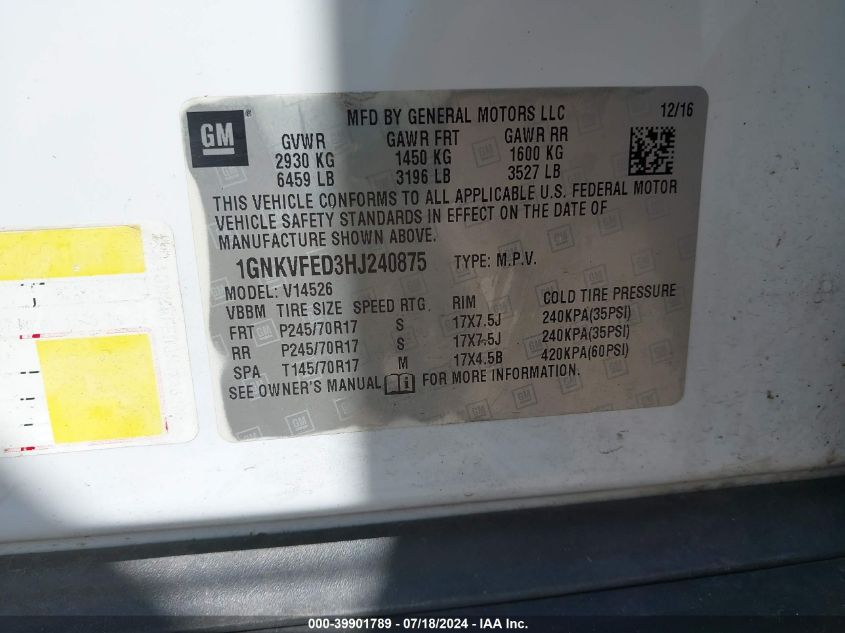 GM
MFD BY GENERAL MOTORS LLC 12/16
GVWR GAWR FRT GAWR RR
2930 KG 1450 KG 1600 KG
6459 LB 3196 LB 3527 LB
THIS VEHICLE CONFORMS TO ALL APPLICABLE U.S. FEDERAL MOTOR
VEHICLE SAFETY STANDARDS IN EFFECT ON THE DATE OF
MANUFACTURE SHOWN ABOVE.
1GNKVFED3HJ240875 TYPE: M.P.V.
MODEL: V14526
VBBM TIRE SIZE SPEED RTG. RIM COLD TIRE PRESSURE
FRT P245/70R17 S 17X7.5J 240KPA(35PSI)
RR P245/70R17 S 17X7.5J 240KPA(35PSI)
SPA T145/70R17 M 17X4.5B 420KPA(60PSI)
SEE OWNER'S MANUAL FOR MORE INFORMATION.
000-39901789 - 07/18/2024 - IAA Inc.